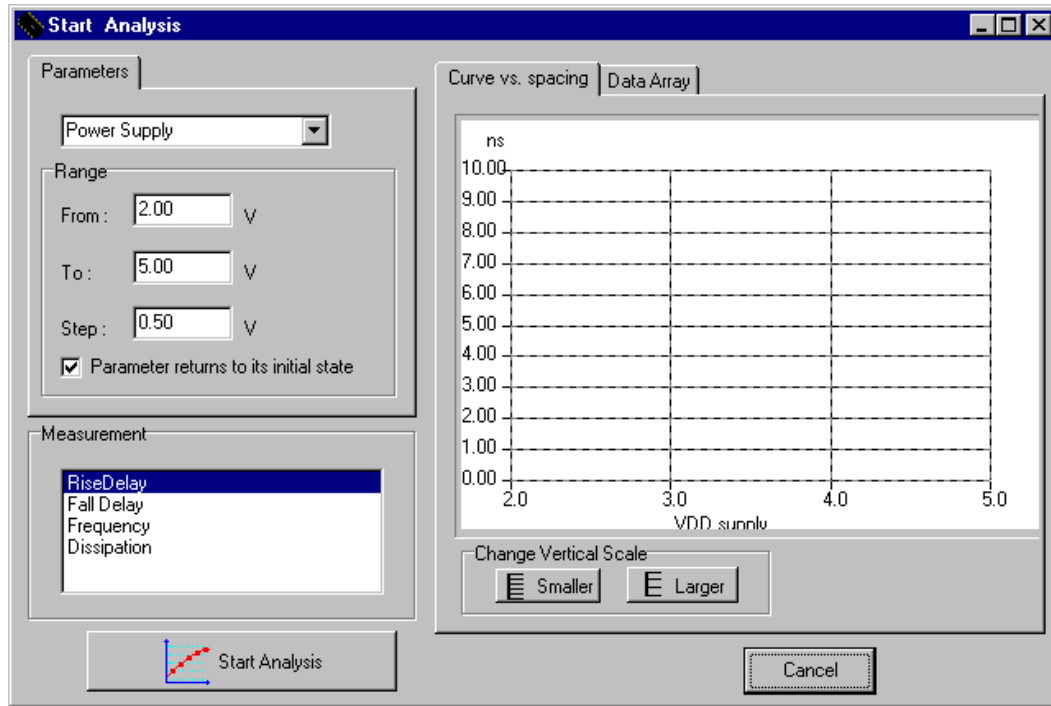 Start Analysis
Parameters
Power Supply
Range
From : 2.00 V
To : 5.00 V
Step : 0.50 V
Parameter returns to its initial state
Measurement
RiseDelay
Fall Delay
Frequency
Dissipation
Start Analysis
Curve vs. spacing Data Array
ns
10.00
9.00
8.00
7.00
6.00
5.00
4.00
3.00
2.00
1.00
0.00
2.0 3.0 4.0 5.0
VDD supply
Change Vertical Scale
Smaller Larger
Cancel